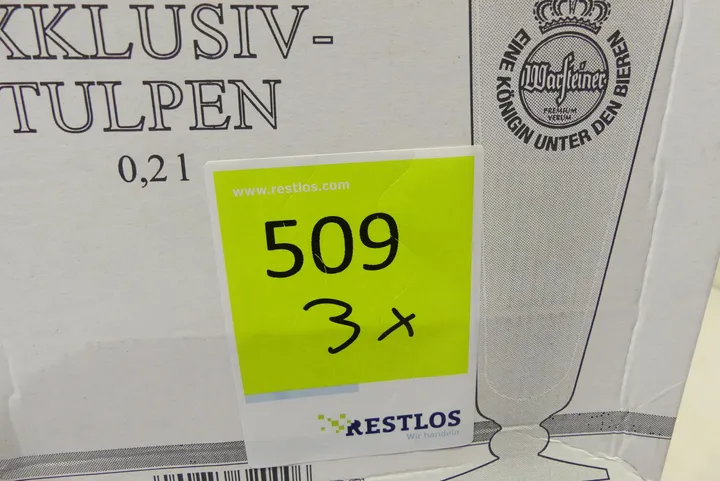 XKLUSIV-
TULPEN
0,2 l
EINE KÖNIGIN UNTER DEN BIEREN
Warsteiner
PREMIUM
VERUM
www.restlos.com
509
3 x
RESTLOS
Wir handeln